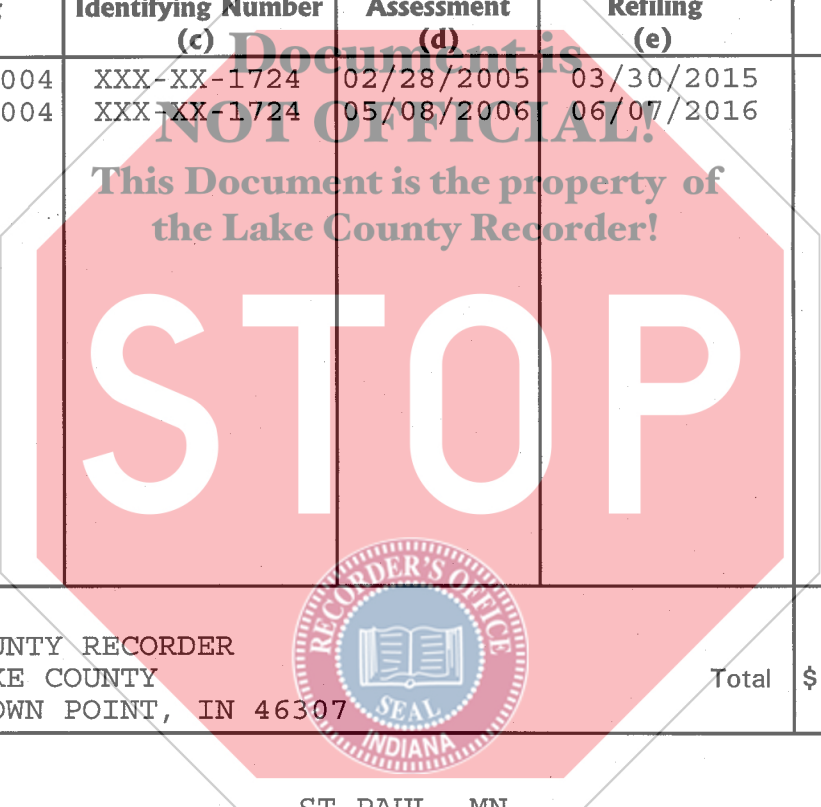 Identifying Number Assessment Refiling
(c) (d) (e)
Document is
004 XXX-XX-1724 02/28/2005 03/30/2015
004 XXX-XX-1724 05/08/2006 06/07/2016
NOT OFFICIAL!
This Document is the property of
the Lake County Recorder!
STOP
RECORDER'S OFFICE
SEAL
INDIANA
UNTY RECORDER
KE COUNTY
OWN POINT, IN 46307
Total $
ST. PAUL, MN